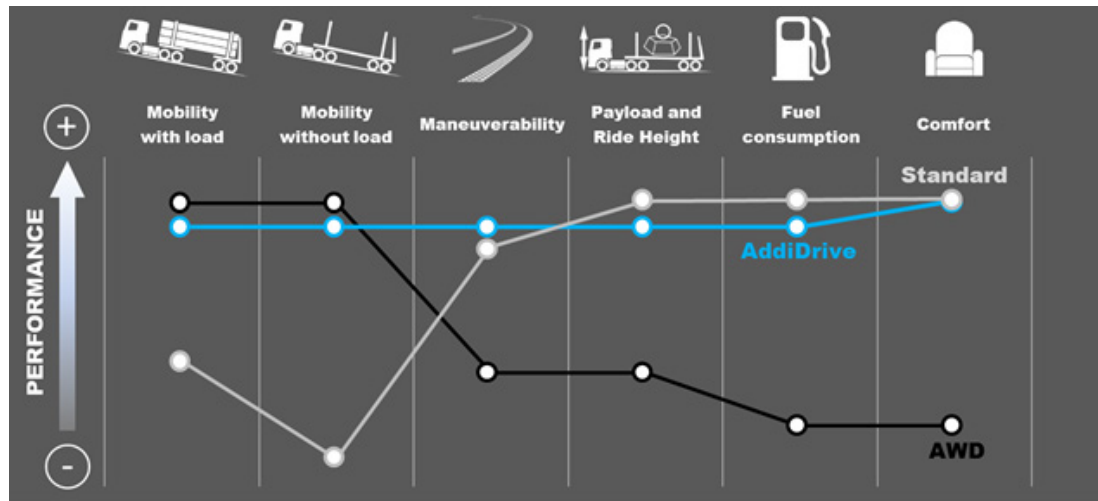 Mobility
with load
Mobility
without load
Maneuverability
Payload and
Ride Height
Fuel
consumption
Comfort
+
PERFORMANCE
-
Standard
AddiDrive
AWD